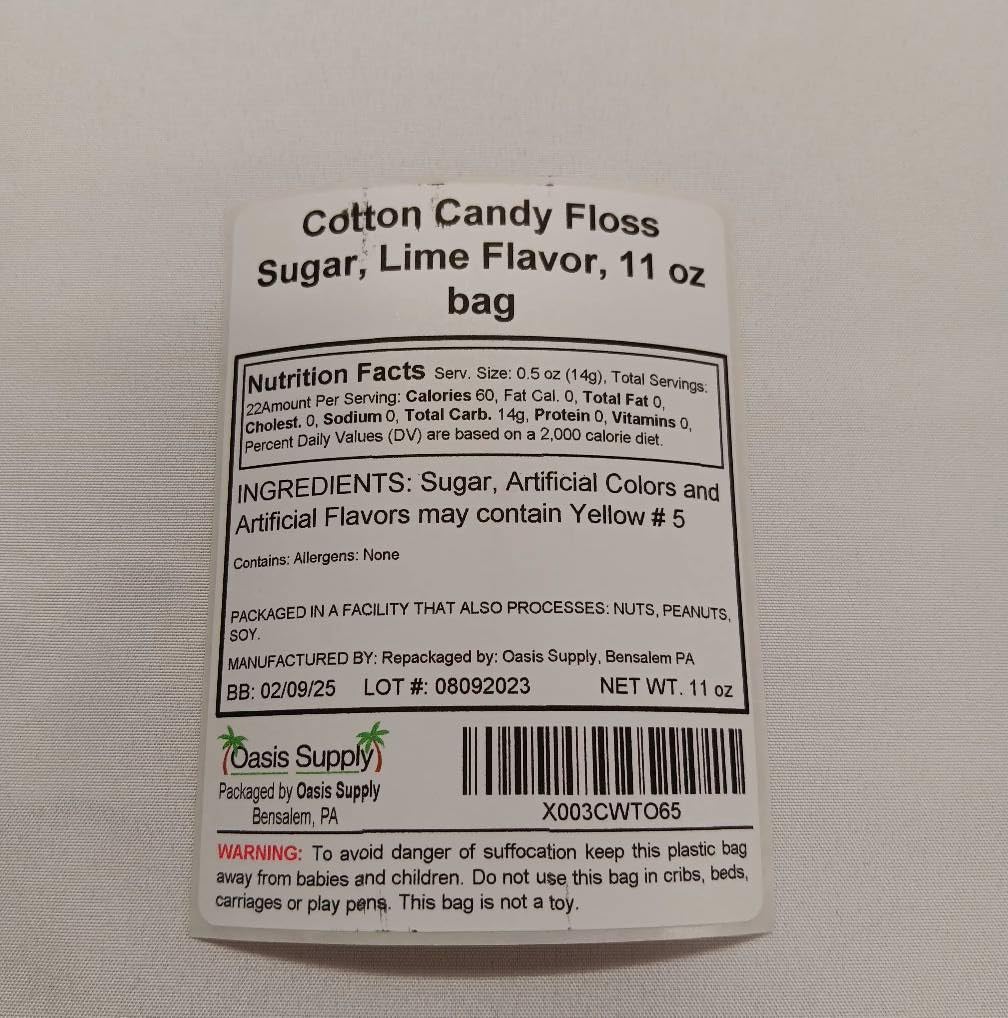 Cotton Candy Floss
Sugar, Lime Flavor, 11 oz
bag
Nutrition Facts Serv. Size: 0.5 oz (14g), Total Servings:
22Amount Per Serving: Calories 60, Fat Cal. 0, Total Fat 0,
Cholest. 0, Sodium 0, Total Carb. 14g, Protein 0, Vitamins 0,
Percent Daily Values (DV) are based on a 2,000 calorie diet.
INGREDIENTS: Sugar, Artificial Colors and
Artificial Flavors may contain Yellow # 5
Contains: Allergens: None
PACKAGED IN A FACILITY THAT ALSO PROCESSES: NUTS, PEANUTS,
SOY.
MANUFACTURED BY: Repackaged by: Oasis Supply, Bensalem PA
BB: 02/09/25 LOT #: 08092023 NET WT. 11 oz
Oasis Supply
Packaged by Oasis Supply
Bensalem, PA
X003CWTO65
WARNING: To avoid danger of suffocation keep this plastic bag
away from babies and children. Do not use this bag in cribs, beds,
carriages or play pens. This bag is not a toy.